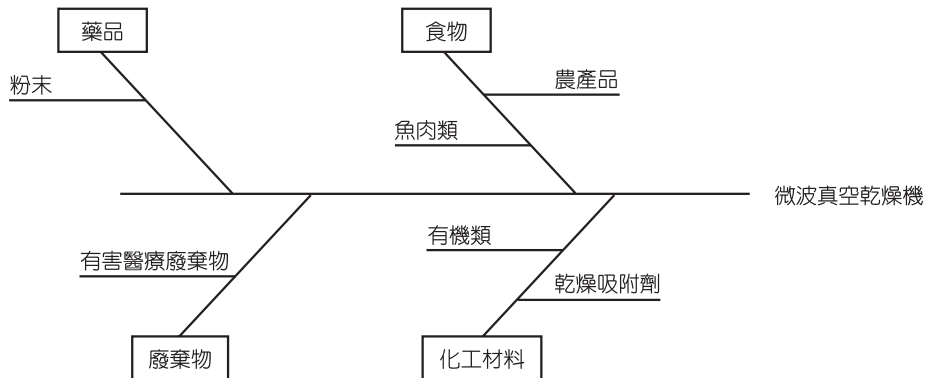 藥品
食物
粉末
農產品
魚肉類
微波真空乾燥機
有機類
有害醫療廢棄物
乾燥吸附劑
廢棄物
化工材料